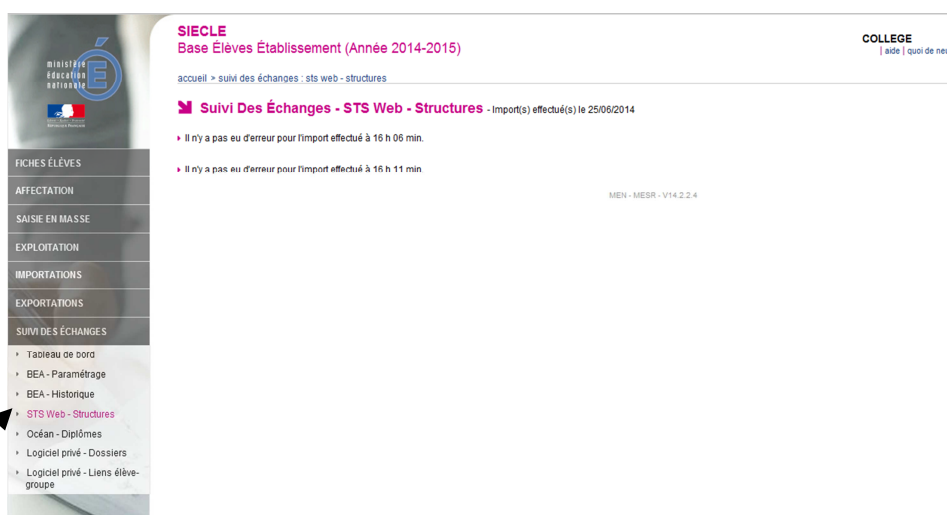 ministère
éducation
nationale
RÉPUBLIQUE FRANÇAISE
SIECLE
Base Élèves Établissement (Année 2014-2015)
COLLEGE
| aide | quoi de neu
accueil > suivi des échanges : sts web - structures
Suivi Des Échanges - STS Web - Structures - Import(s) effectué(s) le 25/06/2014
Il n'y a pas eu d'erreur pour l'import effectué à 16 h 06 min.
Il n'y a pas eu d'erreur pour l'import effectué à 16 h 11 min.
MEN - MESR - V14.2.2.4
FICHES ÉLÈVES
AFFECTATION
SAISIE EN MASSE
EXPLOITATION
IMPORTATIONS
EXPORTATIONS
SUIVI DES ÉCHANGES
Tableau de bord
BEA - Paramétrage
BEA - Historique
STS Web - Structures
Océan - Diplômes
Logiciel privé - Dossiers
Logiciel privé - Liens élève-
groupe